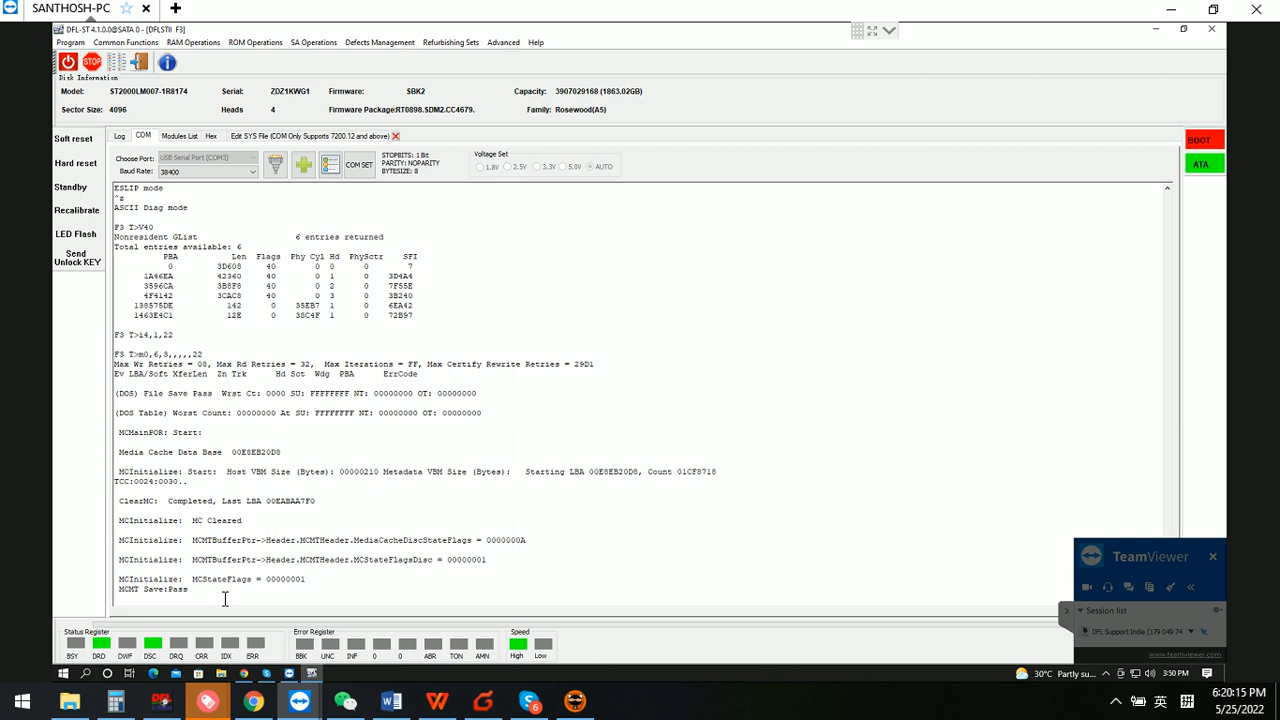 SANTHOSH-PC
DFL-ST 4.1.0.0@SATA 0 - [DFLSTII F3]
Program Common Functions RAM Operations ROM Operations SA Operations Defects Management Refurbishing Sets Advanced Help
Disk Information
Model: ST2000LM007-1R8174 Serial: ZDZ1KWG1 Firmware: SBK2 Capacity: 3907029168 (1863.02GB)
Sector Size: 4096 Heads 4 Firmware Package:RT0898.SDM2.CC4679. Family: Rosewood(A5)
Soft reset
Hard reset
Standby
Recalibrate
LED Flash
Send
Unlock KEY
Log COM Modules List Hex Edit SYS File (COM Only Supports 7200.12 and above)
BOOT
ATA
Choose Port: USB Serial Port (COM3)
Baud Rate: 38400
COM SET
STOPBITS: 1 Bit
PARITY: NOPARITY
BYTESIZE: 8
Voltage Set
1.8V 2.5V 3.3V 5.0V AUTO
ESLIP mode
^z
ASCII Diag mode
F3 T>V40
Nonresident GList 6 entries returned
Total entries available: 6
PBA Len Flags Phy Cyl Hd PhySctr SFI
0 3D608 40 0 0 0 7
1A46EA 42360 40 0 1 0 3D4A4
3596CA 3B8F8 40 0 2 0 7F55E
4F4142 3CAC8 40 0 3 0 3B240
138575DE 142 0 35EB7 1 0 6EA42
1463E4C1 12E 0 38C4F 1 0 72B97
F3 T>i4,1,22
F3 T>m0,6,3,,,,,22
Max Wr Retries = 08, Max Rd Retries = 32, Max Iterations = FF, Max Certify Rewrite Retries = 29D1
Ev LBA/Soft XferLen Zn Trk Hd Sct Wdg PBA ErrCode
(DOS) File Save Pass Wrst Ct: 0000 SU: FFFFFFFF NT: 00000000 OT: 00000000
(DOS Table) Worst Count: 00000000 At SU: FFFFFFFF NT: 00000000 OT: 00000000
MCMainPOR: Start:
Media Cache Data Base 00E8EB20D8
MCInitialize: Start: Host VBM Size (Bytes): 00000210 Metadata VBM Size (Bytes): Starting LBA 00E8EB20D8, Count 01CF8718
TCC:0024:0030..
ClearMC: Completed, Last LBA 00EABAA7F0
MCInitialize: MC Cleared
MCInitialize: MCMTBufferPtr->Header.MCMTHeader.MediaCacheDiscStateFlags = 0000000A
MCInitialize: MCMTBufferPtr->Header.MCMTHeader.MCStateFlagsDisc = 00000001
MCInitialize: MCStateFlags = 00000001
MCMT Save:Pass
TeamViewer
Session list
DFL Support India (179 049 74
www.teamviewer.com
Status Register
BSY DRD DWF DSC DRQ CRR IDX ERR
Error Register
BBK UNC INF 0 0 ABR TON AMN
Speed
High Low
30°C Partly su... 3:50 PM
6:20:15 PM
5/25/2022
英 拼
6